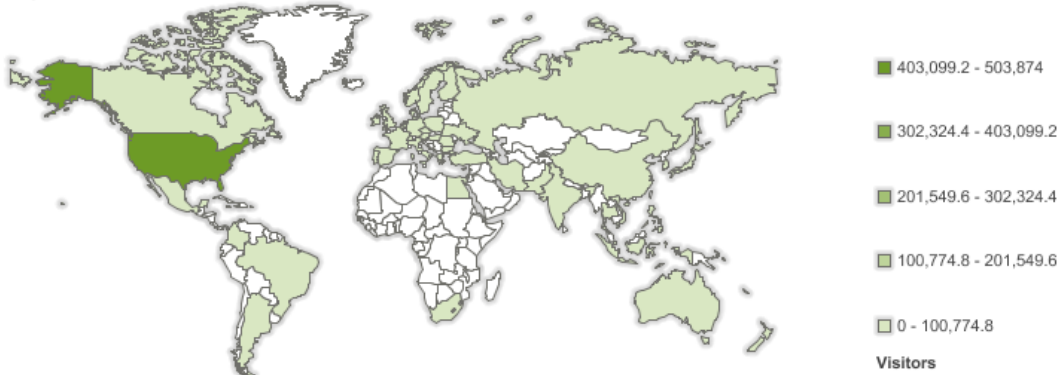 403,099.2 - 503,874
302,324.4 - 403,099.2
201,549.6 - 302,324.4
100,774.8 - 201,549.6
0 - 100,774.8
Visitors